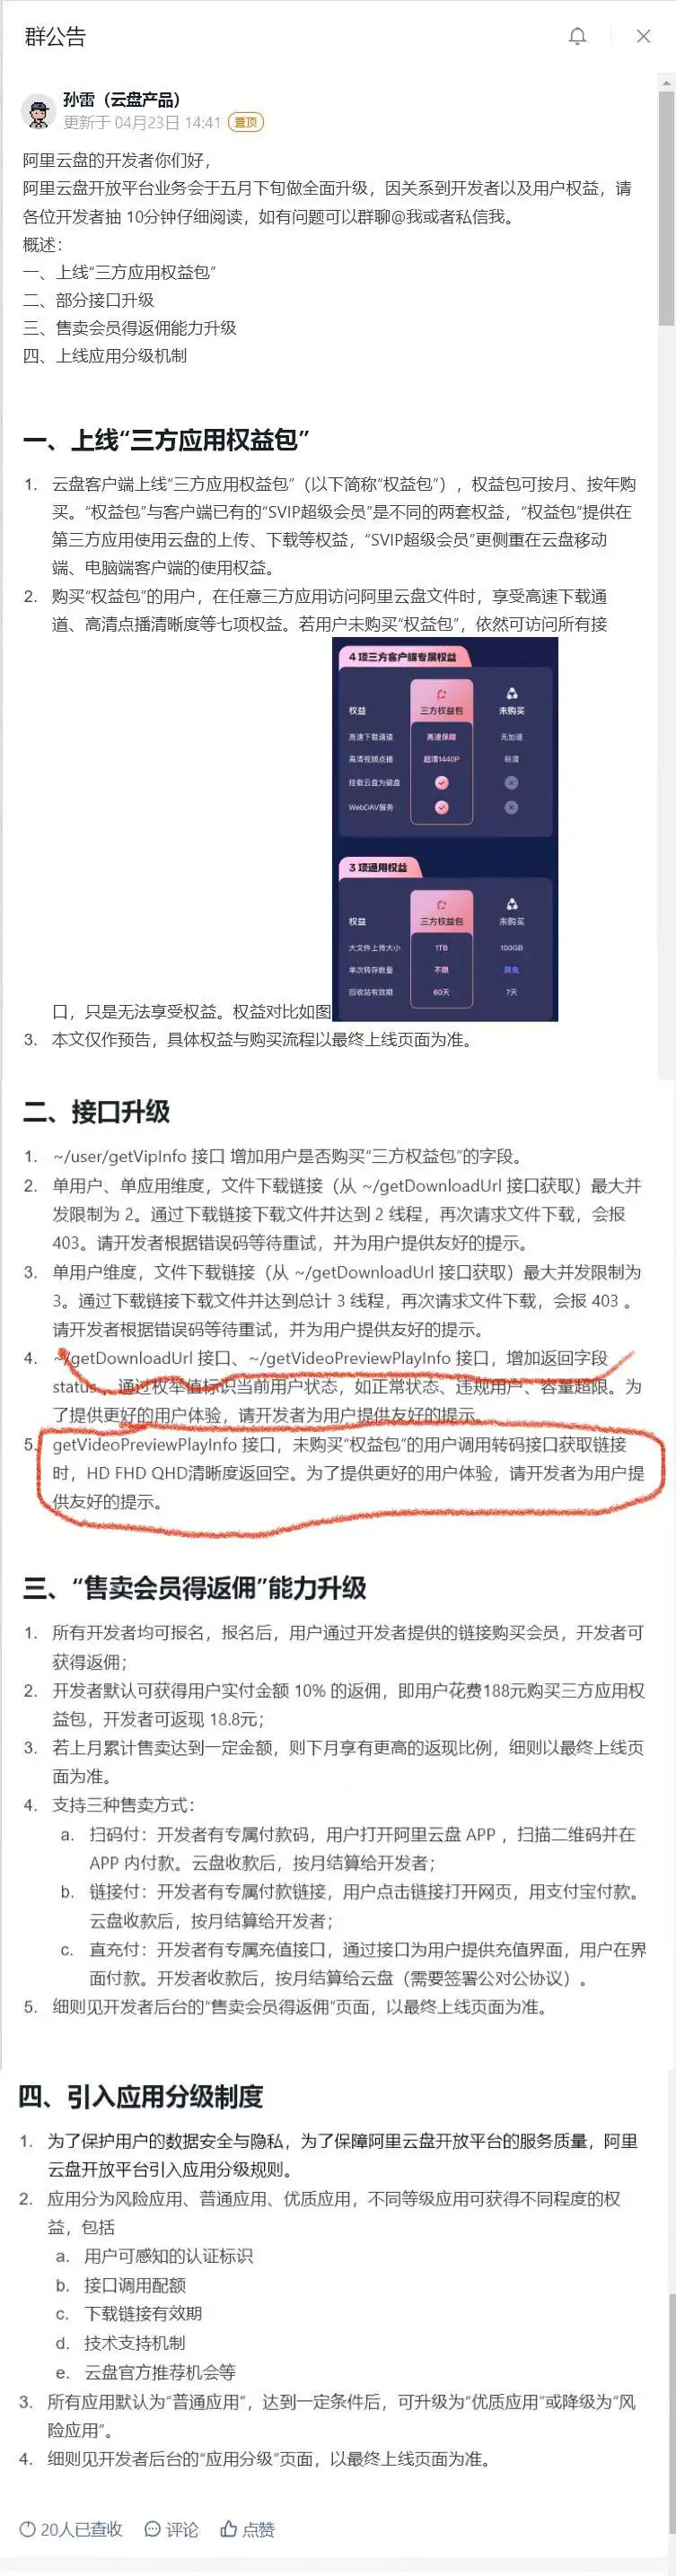 群公告
孙雷（云盘产品）
更新于 04月23日 14:41 置顶
阿里云盘的开发者你们好，
阿里云盘开放平台业务会于五月下旬做全面升级，因关系到开发者以及用户权益，请
各位开发者抽 10分钟仔细阅读，如有问题可以群聊@我或者私信我。
概述：
一、上线“三方应用权益包”
二、部分接口升级
三、售卖会员得返佣能力升级
四、上线应用分级机制
一、上线“三方应用权益包”
1. 云盘客户端上线“三方应用权益包”（以下简称“权益包”），权益包可按月、按年购
买。“权益包”与客户端已有的“SVIP超级会员”是不同的两套权益，“权益包”提供在
第三方应用使用云盘的上传、下载等权益，“SVIP超级会员”更侧重在云盘移动
端、电脑端客户端的使用权益。
2. 购买“权益包”的用户，在任意三方应用访问阿里云盘文件时，享受高速下载通
道、高清点播清晰度等七项权益。若用户未购买“权益包”，依然可访问所有接
4 项三方客户端专属权益
权益 三方权益包 未购买
高速下载通道 高速保障 无加速
高清视频点播 超清1440P 标清
挂载云盘为硬盘
WebDAV服务
3 项通用权益
权益 三方权益包 未购买
大文件上传大小 1TB 100GB
单次转存数量 不限 限免
回收站有效期 60天 7天
口，只是无法享受权益。权益对比如图
3. 本文仅作预告，具体权益与购买流程以最终上线页面为准。
二、接口升级
1. ~/user/getVipInfo 接口 增加用户是否购买“三方权益包”的字段。
2. 单用户、单应用维度，文件下载链接（从 ~/getDownloadUrl 接口获取）最大并
发限制为 2。通过下载链接下载文件并达到 2 线程，再次请求文件下载，会报
403。请开发者根据错误码等待重试，并为用户提供友好的提示。
3. 单用户维度，文件下载链接（从 ~/getDownloadUrl 接口获取）最大并发限制为
3。通过下载链接下载文件并达到总计 3 线程，再次请求文件下载，会报 403 。
请开发者根据错误码等待重试，并为用户提供友好的提示。
4. ~/getDownloadUrl 接口、~/getVideoPreviewPlayInfo 接口，增加返回字段
status， 通过枚举值标识当前用户状态，如正常状态、违规用户、容量超限。为
了提供更好的用户体验，请开发者为用户提供友好的提示。
5. getVideoPreviewPlayInfo 接口，未购买“权益包”的用户调用转码接口获取链接
时，HD FHD QHD清晰度返回空。为了提供更好的用户体验，请开发者为用户提
供友好的提示。
三、“售卖会员得返佣”能力升级
1. 所有开发者均可报名，报名后，用户通过开发者提供的链接购买会员，开发者可
获得返佣；
2. 开发者默认可获得用户实付金额 10% 的返佣，即用户花费188元购买三方应用权
益包，开发者可返现 18.8元；
3. 若上月累计售卖达到一定金额，则下月享有更高的返现比例，细则以最终上线页
面为准。
4. 支持三种售卖方式：
a. 扫码付：开发者有专属付款码，用户打开阿里云盘 APP ，扫描二维码并在
APP 内付款。云盘收款后，按月结算给开发者；
b. 链接付：开发者有专属付款链接，用户点击链接打开网页，用支付宝付款。
云盘收款后，按月结算给开发者；
c. 直充付：开发者有专属充值接口，通过接口为用户提供充值界面，用户在界
面付款。开发者收款后，按月结算给云盘（需要签署公对公协议）。
5. 细则见开发者后台的“售卖会员得返佣”页面，以最终上线页面为准。
四、引入应用分级制度
1. 为了保护用户的数据安全与隐私，为了保障阿里云盘开放平台的服务质量，阿里
云盘开放平台引入应用分级规则。
2. 应用分为风险应用、普通应用、优质应用，不同等级应用可获得不同程度的权
益，包括
a. 用户可感知的认证标识
b. 接口调用配额
c. 下载链接有效期
d. 技术支持机制
e. 云盘官方推荐机会等
3. 所有应用默认为“普通应用”，达到一定条件后，可升级为“优质应用”或降级为“风
险应用”。
4. 细则见开发者后台的“应用分级”页面，以最终上线页面为准。
20人已查收 评论 点赞